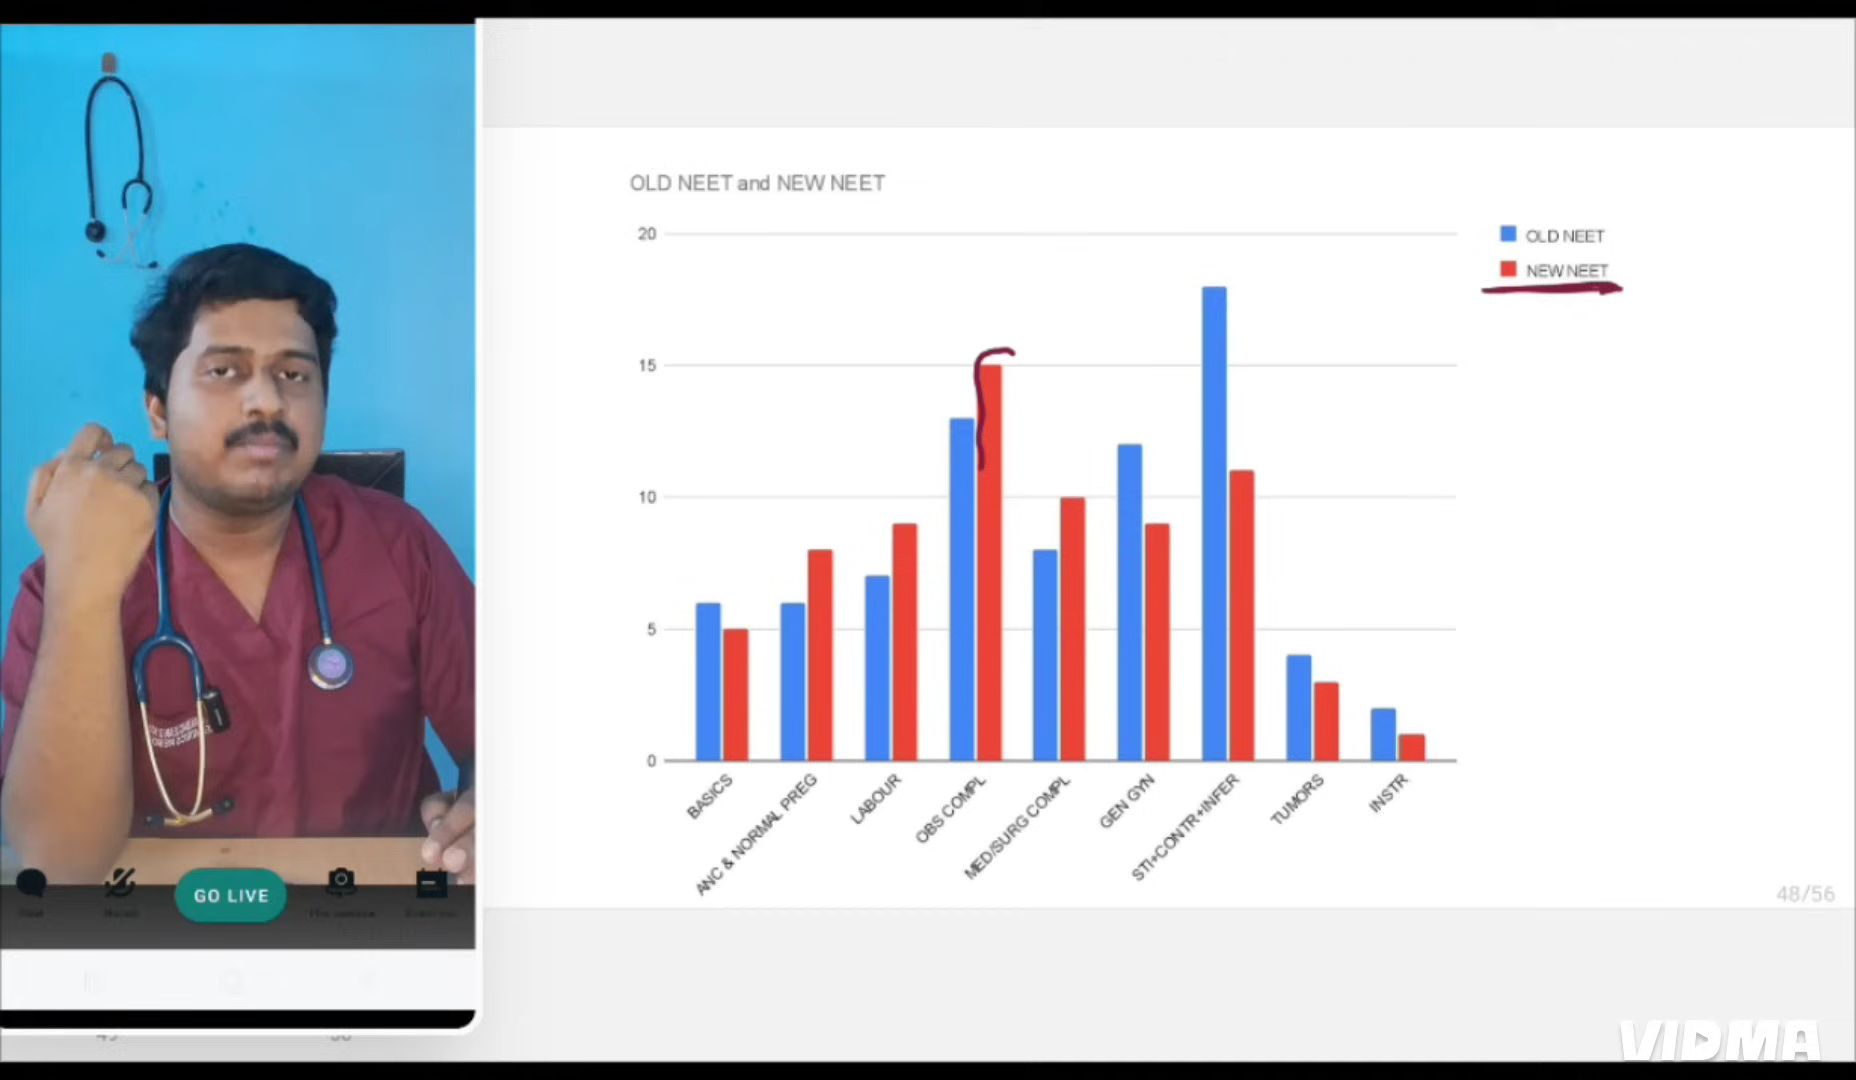 OLD NEET and NEW NEET
20
15
10
5
0
OLD NEET
NEW NEET
BASICS
ANC & NORMAL PREG
LABOUR
OBS COMPL
MED/SURG COMPL
GEN GYN
STI+CONTR+INFER
TUMORS
INSTR
48/56
GO LIVE
VIDMA